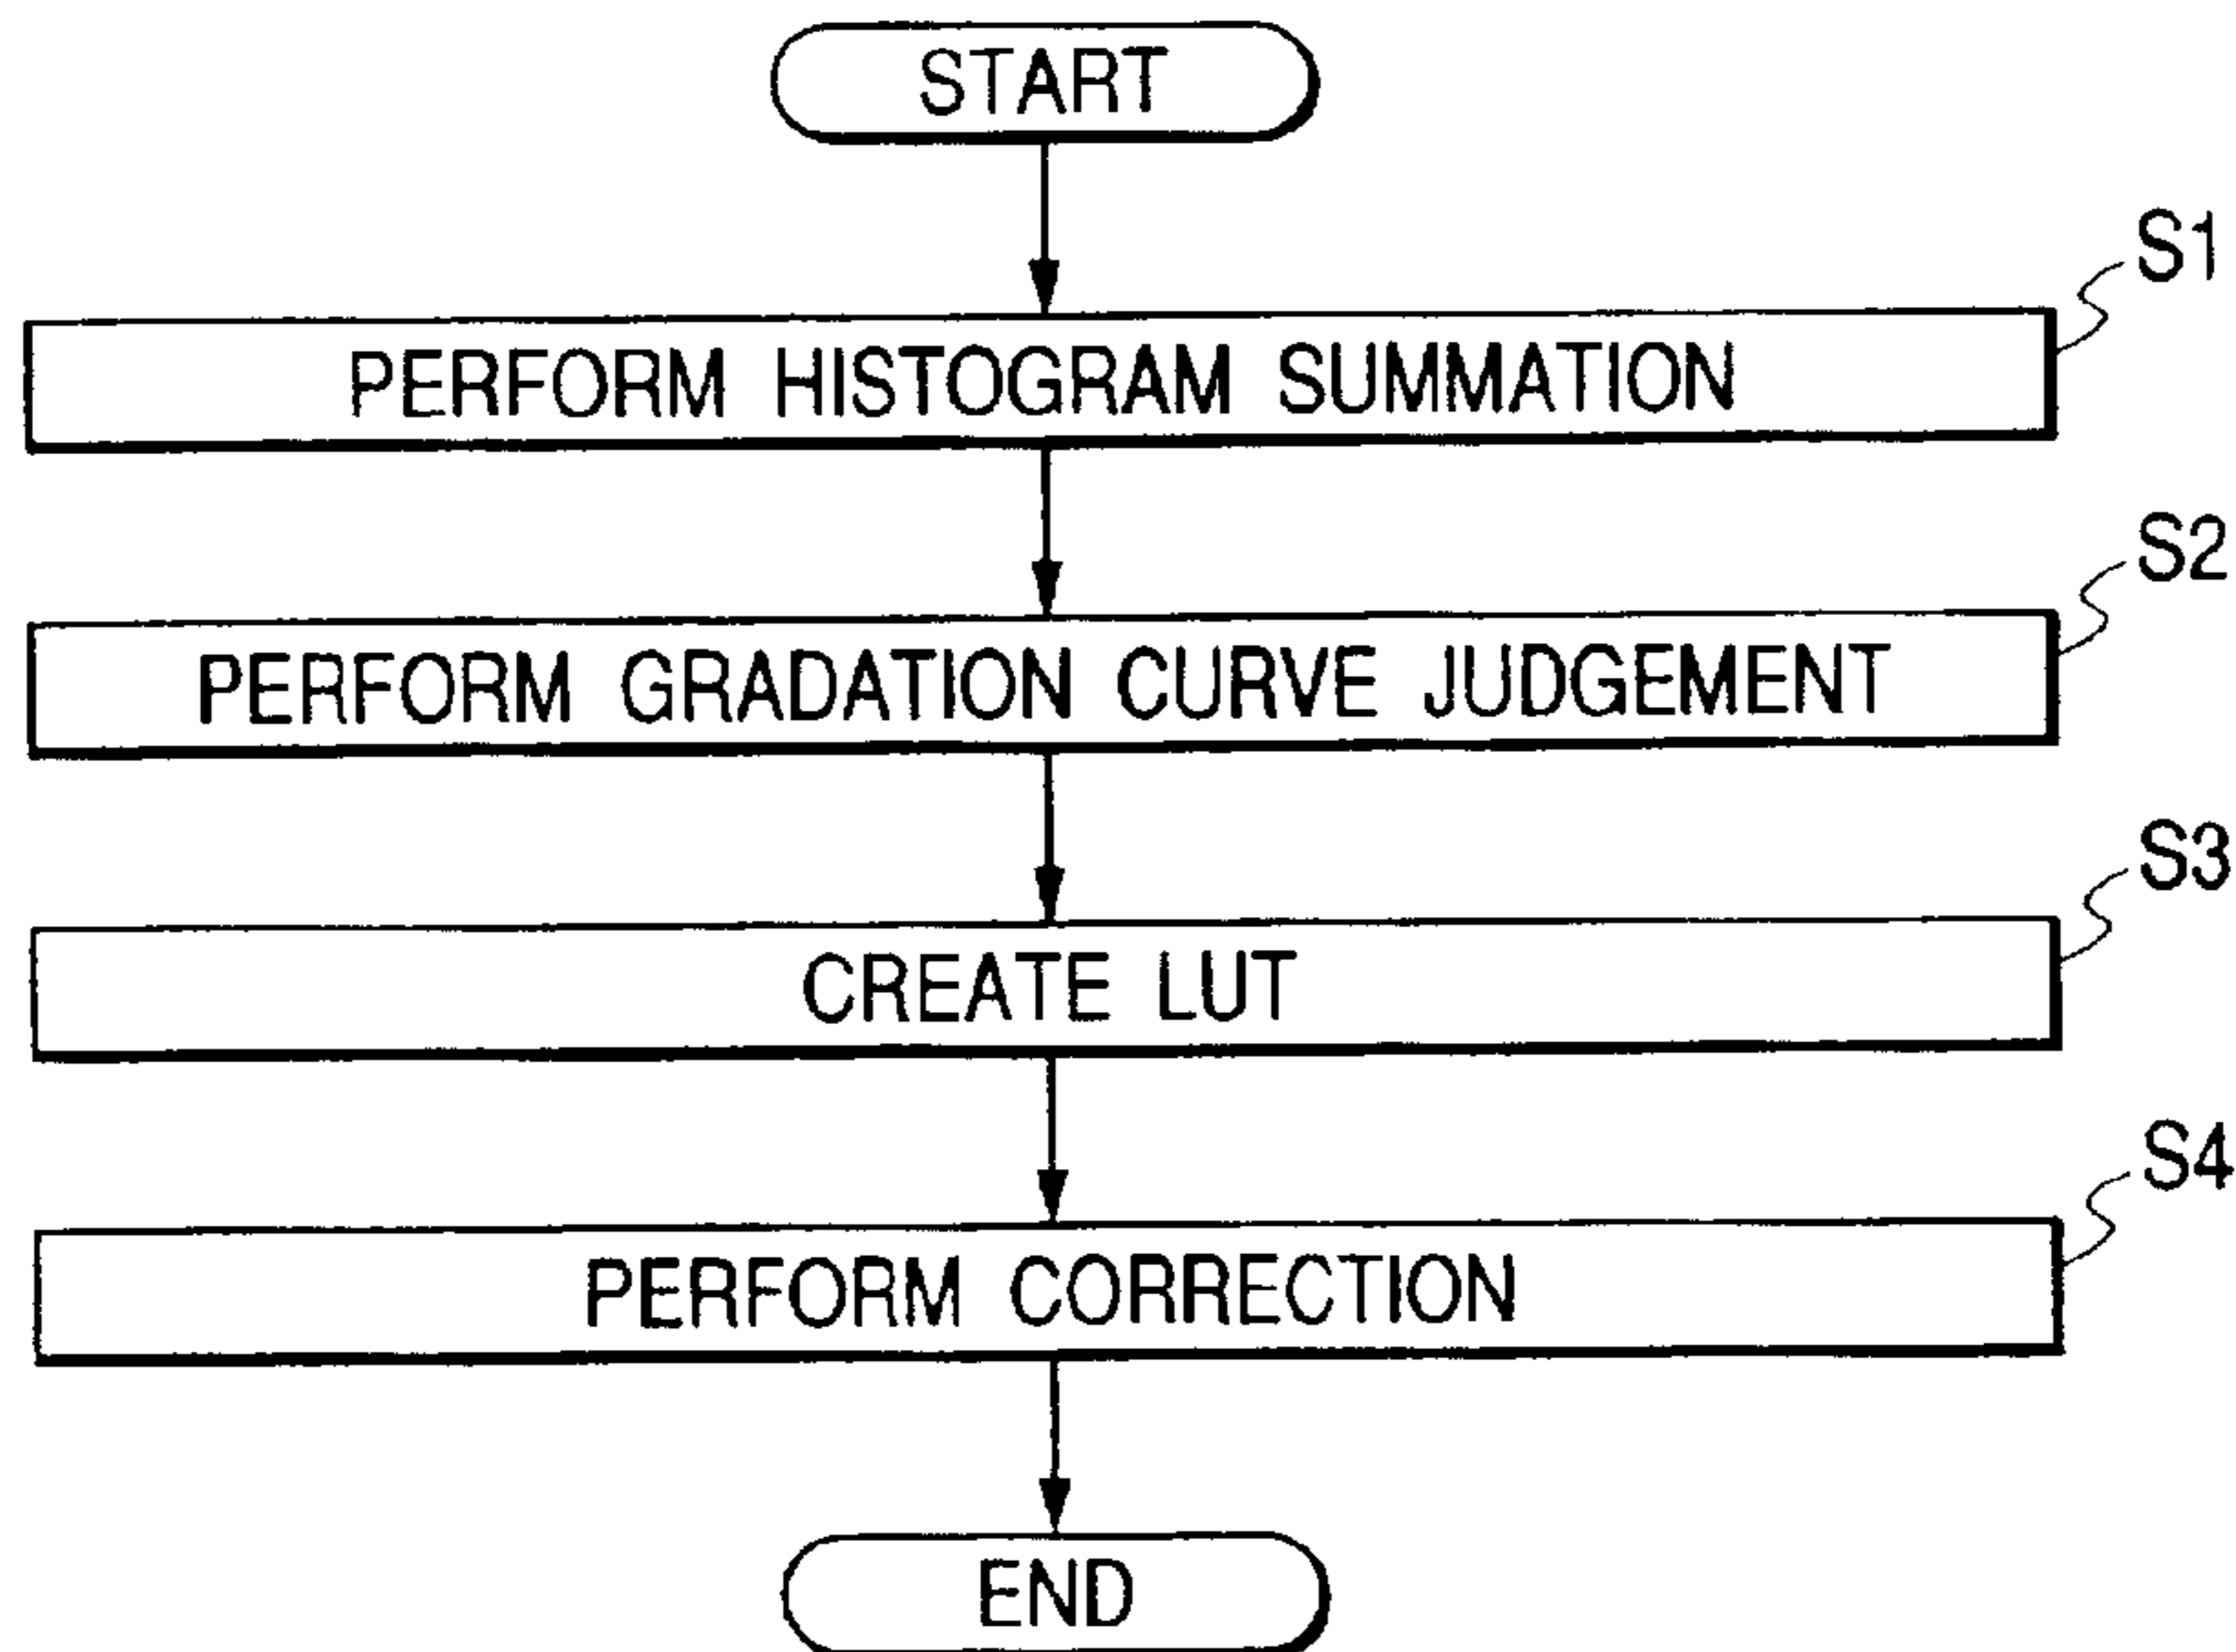 START
S1
PERFORM HISTOGRAM SUMMATION
S2
PERFORM GRADATION CURVE JUDGEMENT
S3
CREATE LUT
S4
PERFORM CORRECTION
END